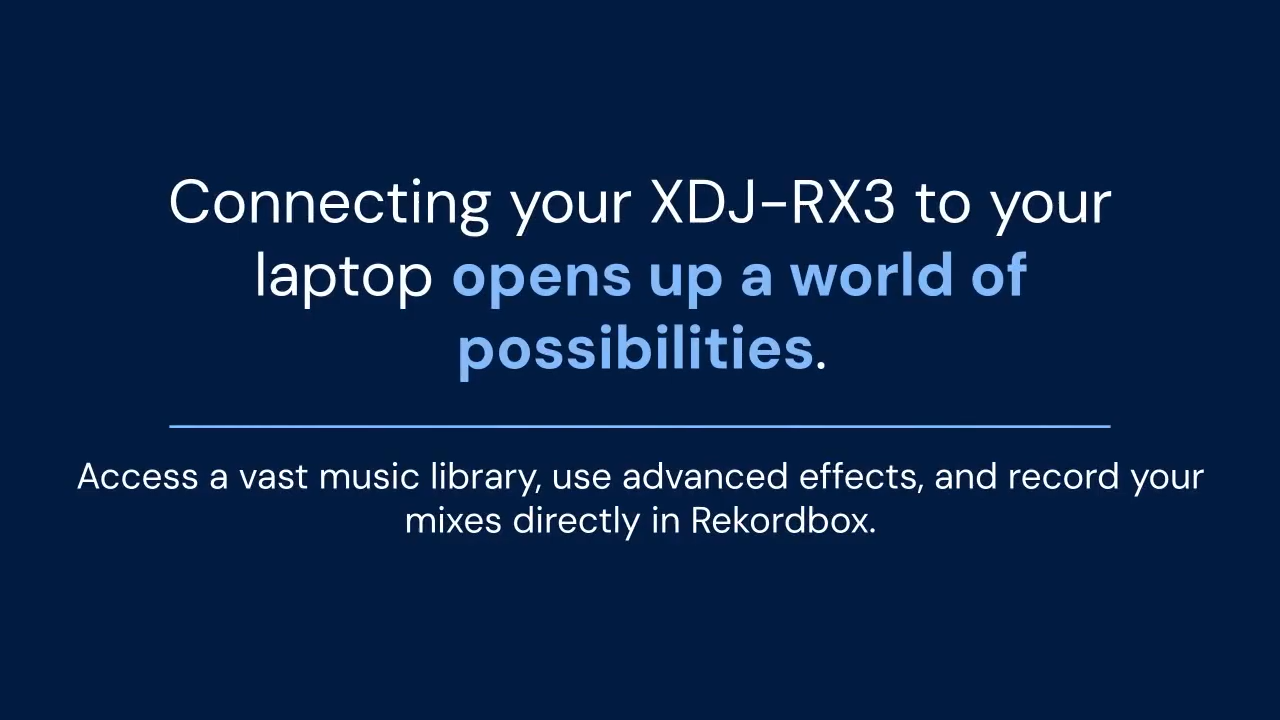 Connecting your XDJ-RX3 to your
laptop opens up a world of
possibilities.
Access a vast music library, use advanced effects, and record your
mixes directly in Rekordbox.